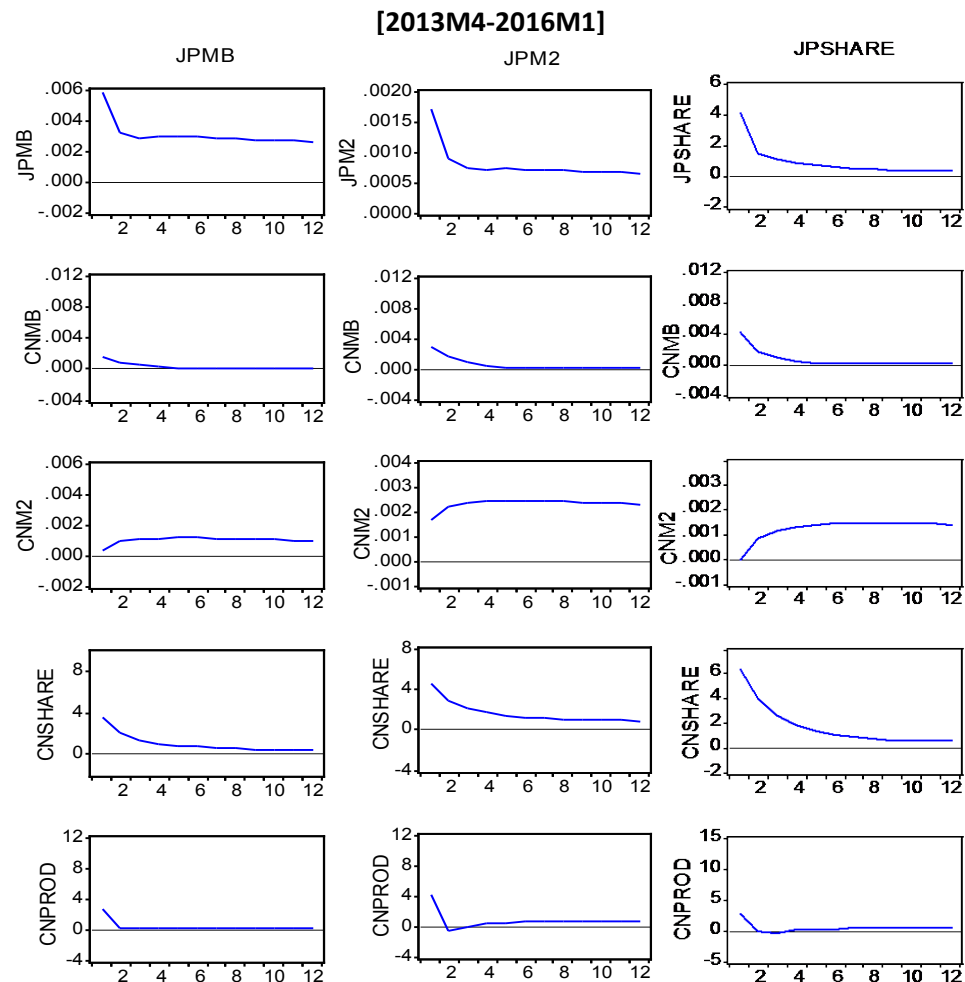 [2013M4-2016M1]
JPMB JPM2 JPSHARE
JPMB
.006
.004
.002
.000
-.002
2 4 6 8 10 12
JPM2
.0020
.0015
.0010
.0005
.0000
2 4 6 8 10 12
JPSHARE
6
4
2
0
-2
2 4 6 8 10 12
CNMB
.012
.008
.004
.000
-.004
2 4 6 8 10 12
CNMB
.012
.008
.004
.000
-.004
2 4 6 8 10 12
CNMB
.012
.008
.004
.000
-.004
2 4 6 8 10 12
CNM2
.006
.004
.002
.000
-.002
2 4 6 8 10 12
CNM2
.004
.003
.002
.001
.000
-.001
2 4 6 8 10 12
CNM2
.003
.002
.001
.000
-.001
2 4 6 8 10 12
CNSHARE
8
4
0
2 4 6 8 10 12
CNSHARE
8
4
0
-4
2 4 6 8 10 12
CNSHARE
6
4
2
0
-2
2 4 6 8 10 12
CNPROD
12
8
4
0
-4
2 4 6 8 10 12
CNPROD
12
8
4
0
-4
2 4 6 8 10 12
CNPROD
15
10
5
0
-5
2 4 6 8 10 12